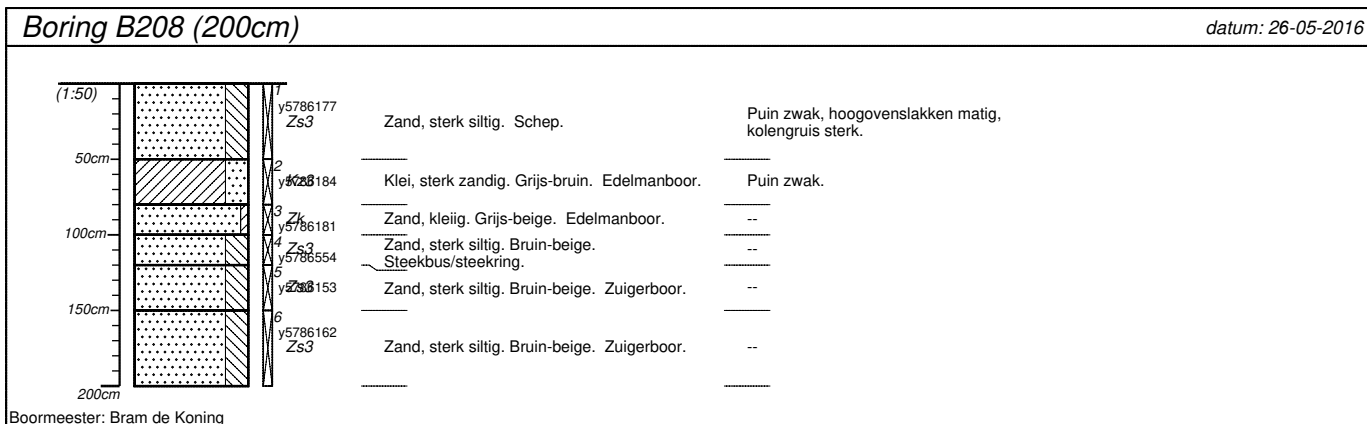 Boring B208 (200cm)
datum: 26-05-2016
(1:50)
1
y5786177
Zs3
Zand, sterk siltig. Schep.
Puin zwak, hoogovenslakken matig,
kolengruis sterk.
50cm
2
y5786184
Klei, sterk zandig. Grijs-bruin. Edelmanboor.
Puin zwak.
3
Zk
y5786181
Zand, kleiig. Grijs-beige. Edelmanboor.
--
100cm
4
Zs3
y5786554
Zand, sterk siltig. Bruin-beige.
Steekbus/steekring.
--
5
Zs3
y5786153
Zand, sterk siltig. Bruin-beige. Zuigerboor.
--
150cm
6
y5786162
Zs3
Zand, sterk siltig. Bruin-beige. Zuigerboor.
--
200cm
Boormeester: Bram de Koning